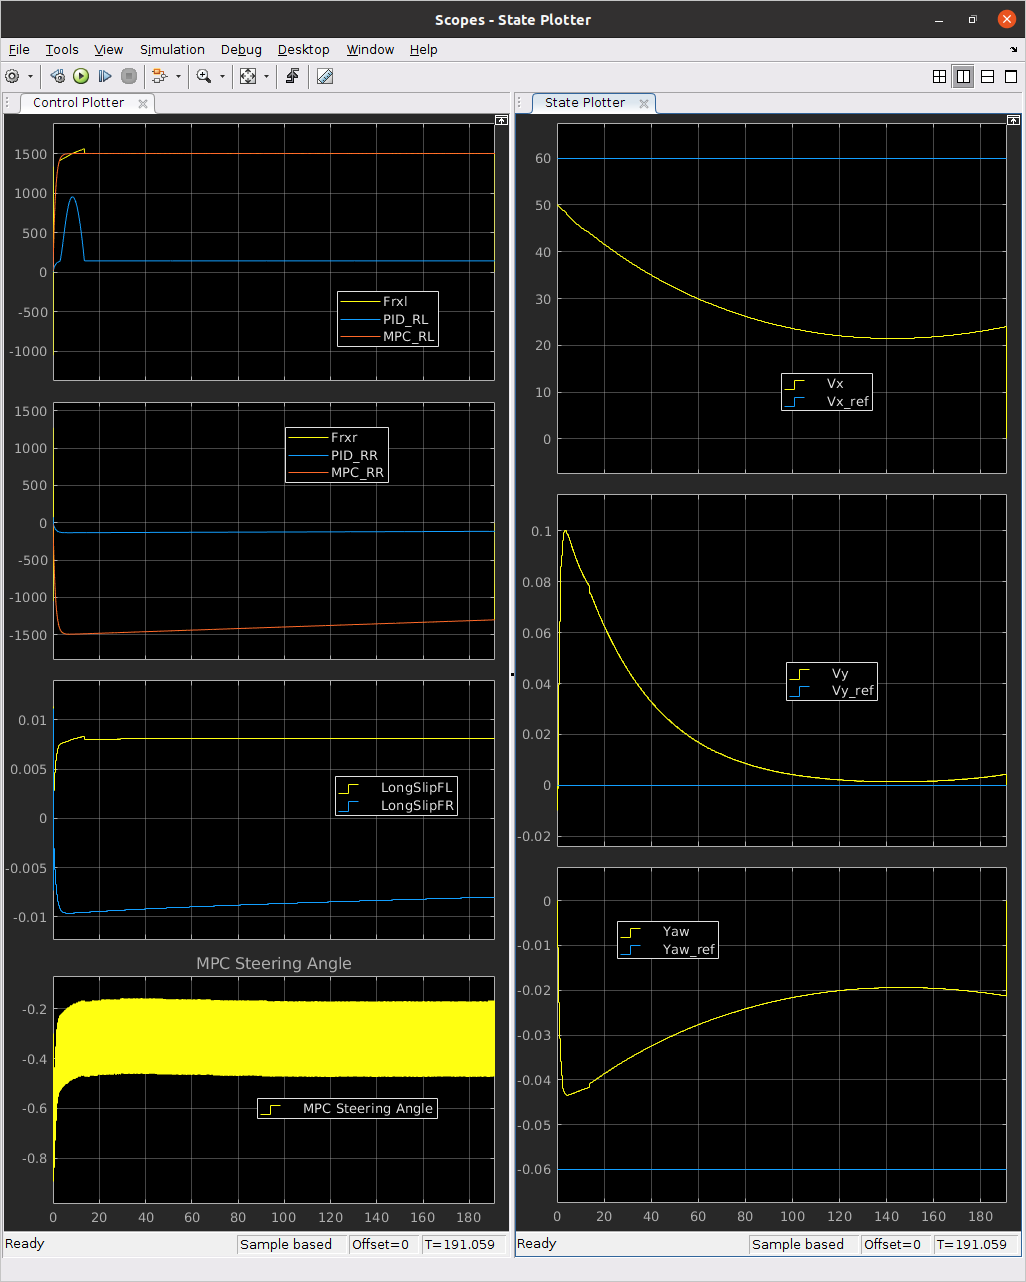 Scopes - State Plotter
File Tools View Simulation Debug Desktop Window Help
Control Plotter
1500
1000
500
0
-500
-1000
Frxl
PID_RL
MPC_RL
1500
1000
500
0
-500
-1000
-1500
Frxr
PID_RR
MPC_RR
0.01
0.005
0
-0.005
-0.01
LongSlipFL
LongSlipFR
MPC Steering Angle
-0.2
-0.4
-0.6
-0.8
MPC Steering Angle
0 20 40 60 80 100 120 140 160 180
Ready Sample based Offset=0 T=191.059
State Plotter
60
50
40
30
20
10
0
Vx
Vx_ref
0.1
0.08
0.06
0.04
0.02
0
-0.02
Vy
Vy_ref
0
-0.01
-0.02
-0.03
-0.04
-0.05
-0.06
Yaw
Yaw_ref
0 20 40 60 80 100 120 140 160 180
Ready Sample based Offset=0 T=191.059